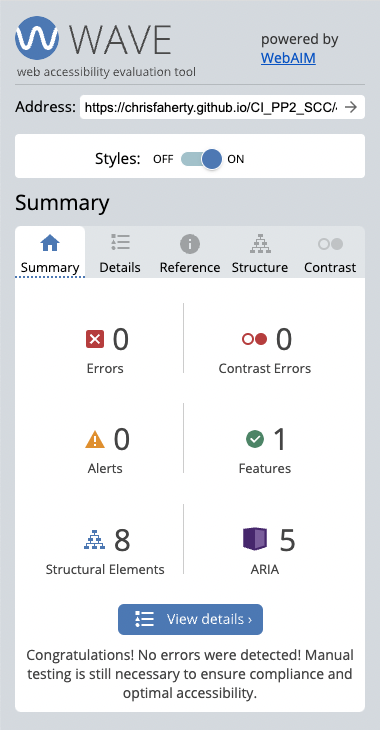 WAVE
web accessibility evaluation tool
powered by
WebAIM
Address: https://chrisfaherty.github.io/CI_PP2_SCC/
Styles: OFF ON
Summary
Summary Details Reference Structure Contrast
0 0
Errors Contrast Errors
0 1
Alerts Features
8 5
Structural Elements ARIA
View details ›
Congratulations! No errors were detected! Manual
testing is still necessary to ensure compliance and
optimal accessibility.